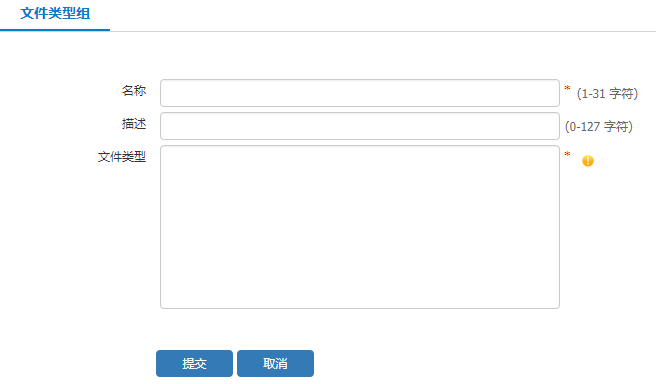 文件类型组
名称 * (1-31 字符)
描述 (0-127 字符)
文件类型 *
提交 取消